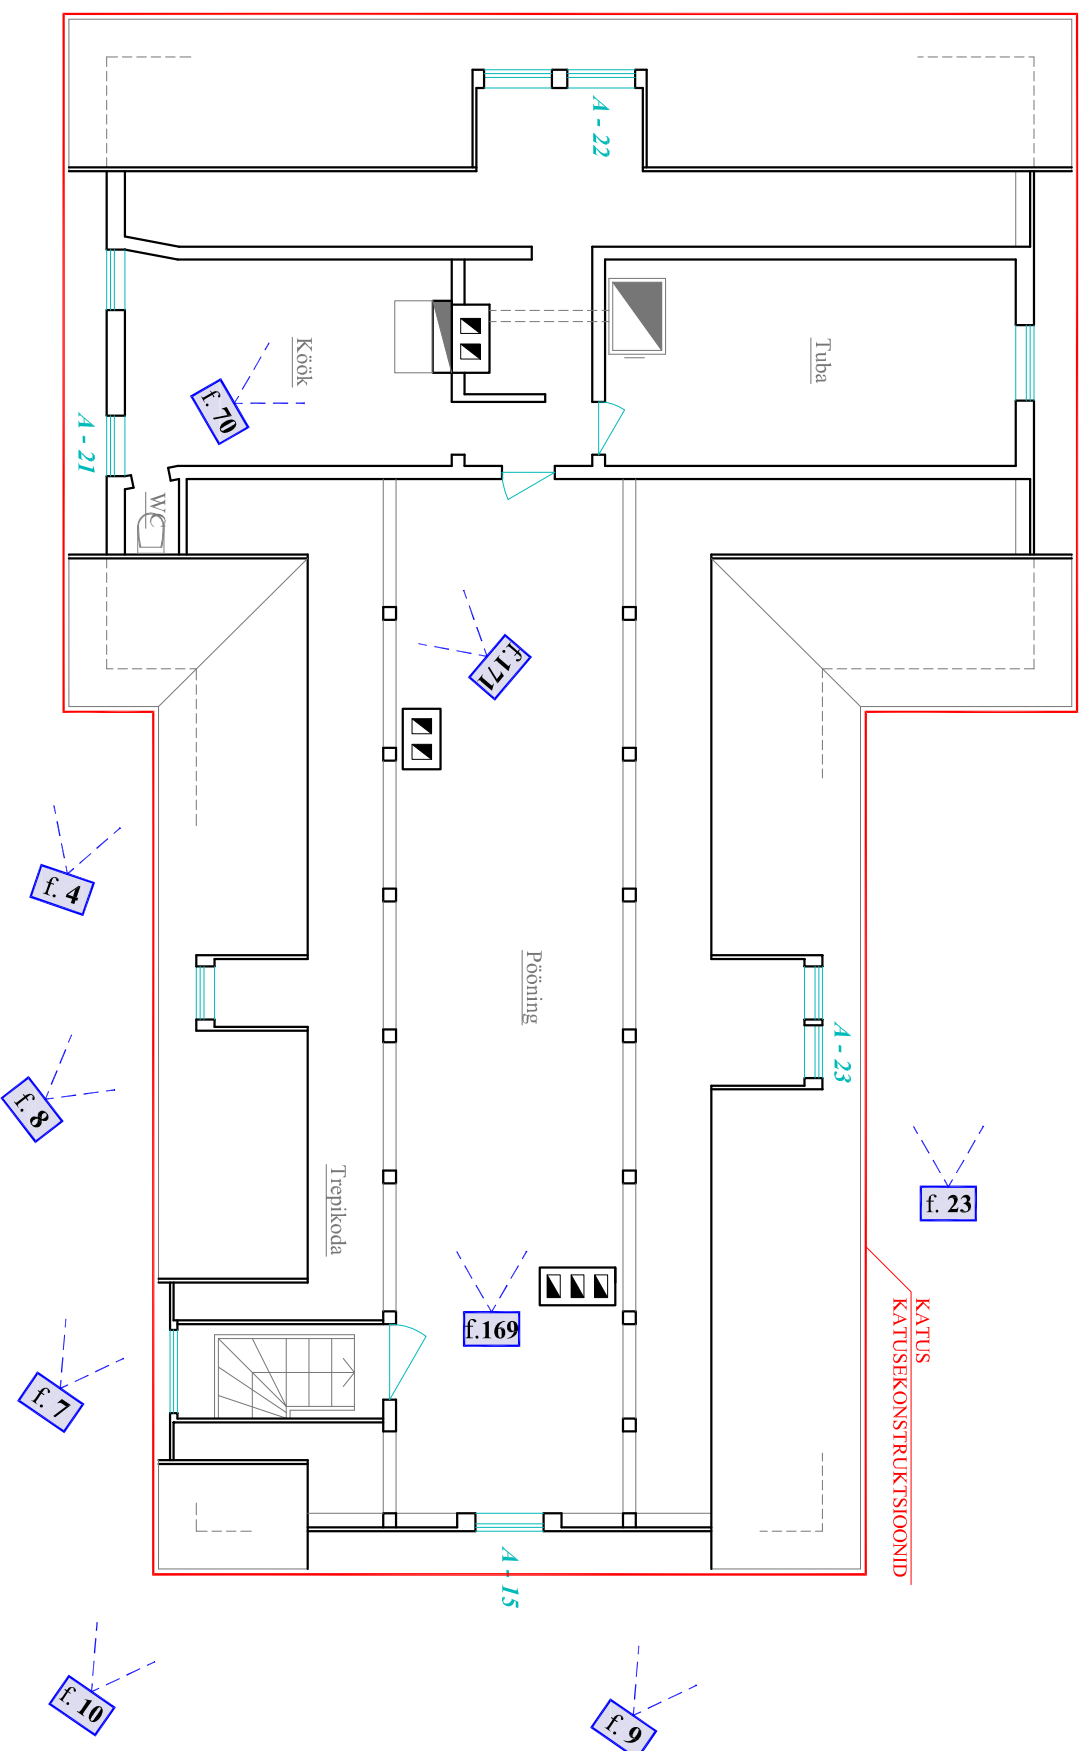 A - 22
Köök
Tuba
f. 70
A - 21
WC
f.171
f. 4
Pööning
A - 23
f. 8
Trepikoda
f. 23
KATUS
KATUSEKONSTRUKTSIOONID
f.169
f. 7
A - 15
f. 10
f. 9